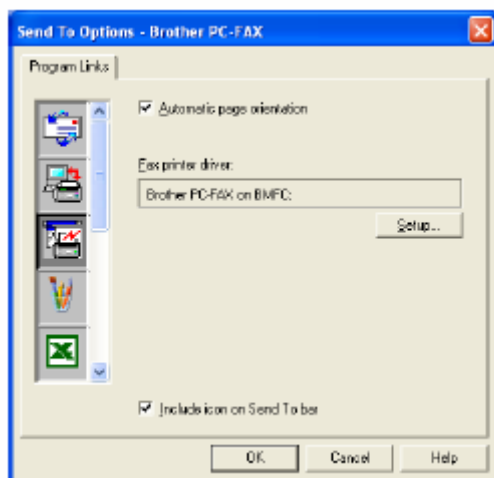 Send To Options - Brother PC-FAX
Program Links
Automatic page orientation
Fax printer driver:
Brother PC-FAX on BMFC:
Setup...
Include icon on Send To bar
OK
Cancel
Help